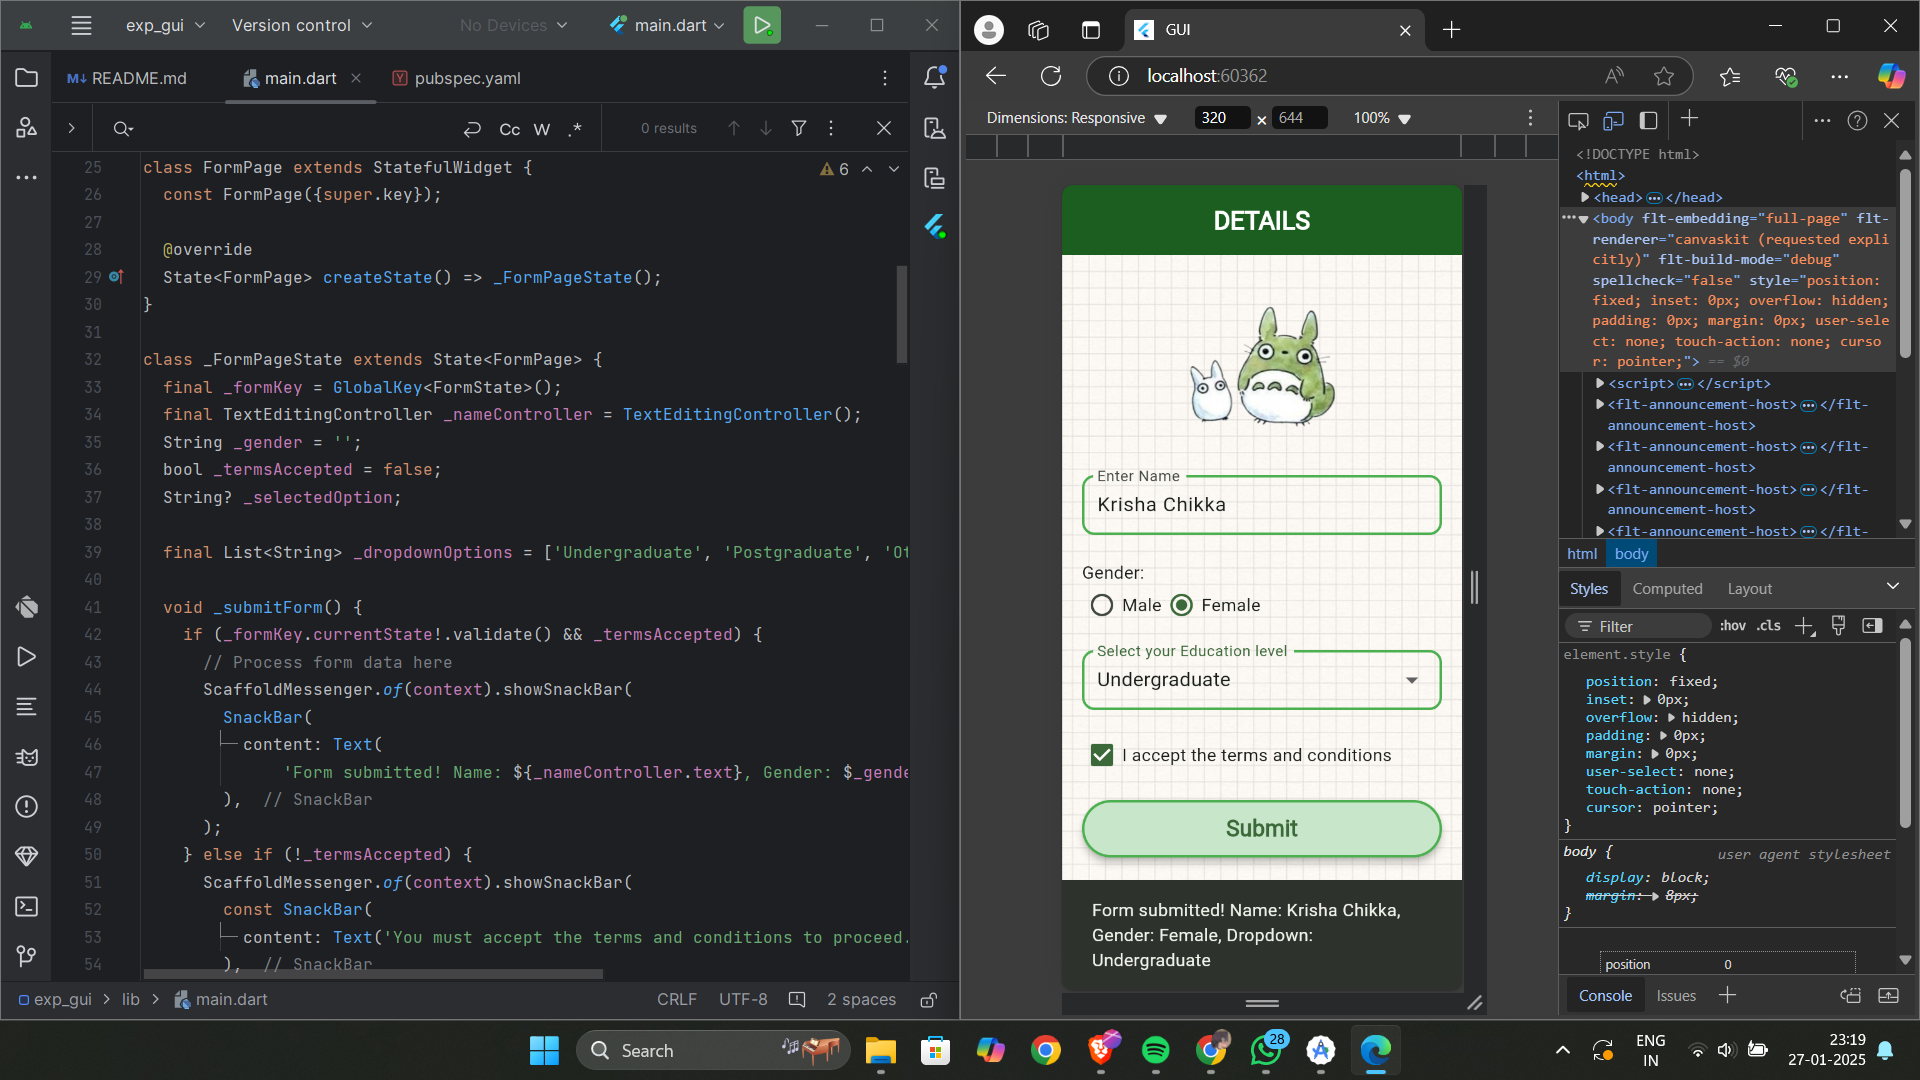 exp_gui
Version control
No Devices
main.dart
README.md
main.dart
pubspec.yaml
Cc W .*
0 results
25 class FormPage extends StatefulWidget {
6
26 const FormPage({super.key});
27
28 @override
29 State<FormPage> createState() => _FormPageState();
30 }
31
32 class _FormPageState extends State<FormPage> {
33 final _formKey = GlobalKey<FormState>();
34 final TextEditingController _nameController = TextEditingController();
35 String _gender = '';
36 bool _termsAccepted = false;
37 String? _selectedOption;
38
39 final List<String> _dropdownOptions = ['Undergraduate', 'Postgraduate', 'Ot
40
41 void _submitForm() {
42 if (_formKey.currentState!.validate() && _termsAccepted) {
43 // Process form data here
44 ScaffoldMessenger.of(context).showSnackBar(
45 SnackBar(
46 content: Text(
47 'Form submitted! Name: ${_nameController.text}, Gender: $_gende
48 ), // SnackBar
49 );
50 } else if (!_termsAccepted) {
51 ScaffoldMessenger.of(context).showSnackBar(
52 const SnackBar(
53 content: Text('You must accept the terms and conditions to proceed.
54 ), // SnackBar
exp_gui > lib > main.dart
CRLF UTF-8 2 spaces
GUI
localhost:60362
Dimensions: Responsive
320 × 644
100%
DETAILS
Enter Name
Krisha Chikka
Gender:
Male Female
Select your Education level
Undergraduate
I accept the terms and conditions
Submit
Form submitted! Name: Krisha Chikka,
Gender: Female, Dropdown:
Undergraduate
<!DOCTYPE html>
<html>
<head> </head>
<body flt-embedding="full-page" flt-
renderer="canvaskit (requested expli
citly)" flt-build-mode="debug"
spellcheck="false" style="position:
fixed; inset: 0px; overflow: hidden;
padding: 0px; margin: 0px; user-sele
ct: none; touch-action: none; curso
r: pointer;"> == $0
<script> </script>
<flt-announcement-host> </flt-
announcement-host>
<flt-announcement-host> </flt-
announcement-host>
<flt-announcement-host> </flt-
announcement-host>
<flt-announcement-host> </flt-
html body
Styles Computed Layout
Filter
:hov .cls
element.style {
position: fixed;
inset: 0px;
overflow: hidden;
padding: 0px;
margin: 0px;
user-select: none;
touch-action: none;
cursor: pointer;
}
body {
user agent stylesheet
display: block;
margin: 8px;
}
position 0
Console Issues
Search
28
ENG
IN
23:19
27-01-2025